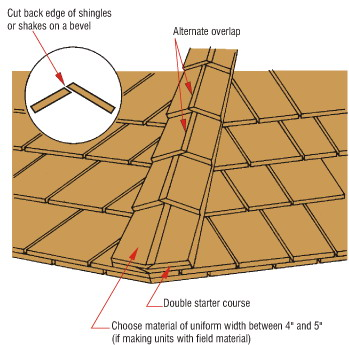 Cut back edge of shingles
or shakes on a bevel
Alternate overlap
Double starter course
Choose material of uniform width between 4" and 5"
(if making units with field material)